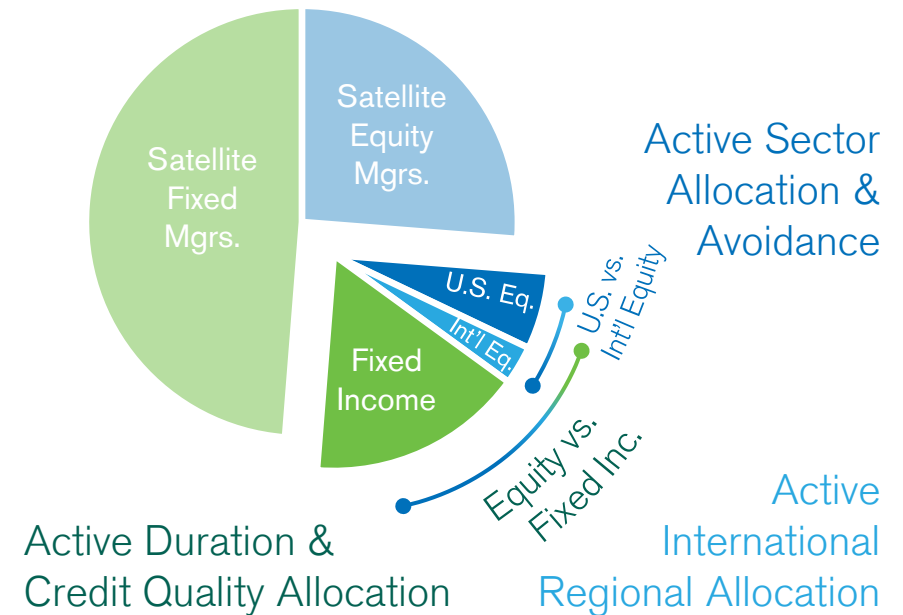 Satellite
Equity
Mgrs.
Satellite
Fixed
Mgrs.
Active Sector
Allocation &
Avoidance
U.S. Eq.
Int'l Eq.
U.S. vs.
Int'l Equity
Fixed
Income
Equity vs.
Fixed Inc.
Active Duration &
Credit Quality Allocation
Active
International
Regional Allocation